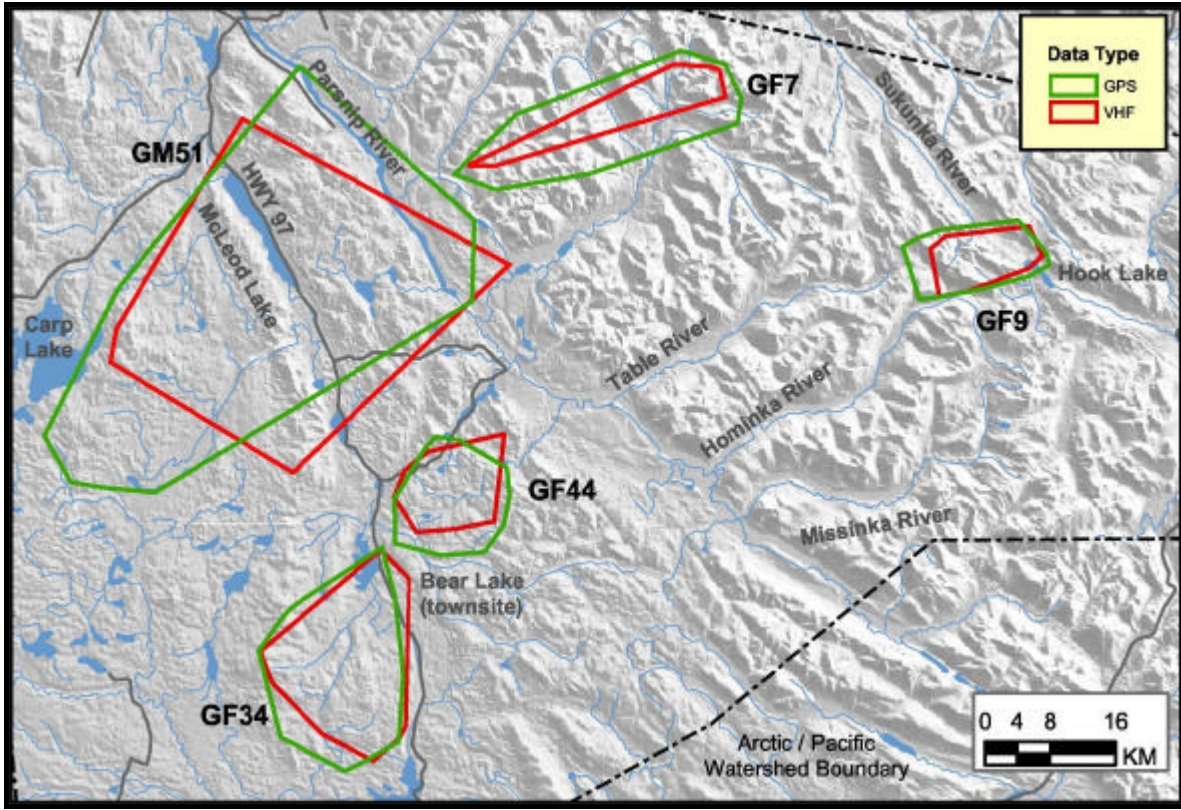 Data Type
GPS
VHF
GF7
Parsnip River
Sukunka River
GM51
HWY 97
McLeod Lake
Hook Lake
Carp
Lake
GF9
Table River
Hominka River
GF44
Missinka River
Bear Lake
(townsite)
GF34
0 4 8 16
KM
Arctic / Pacific
Watershed Boundary